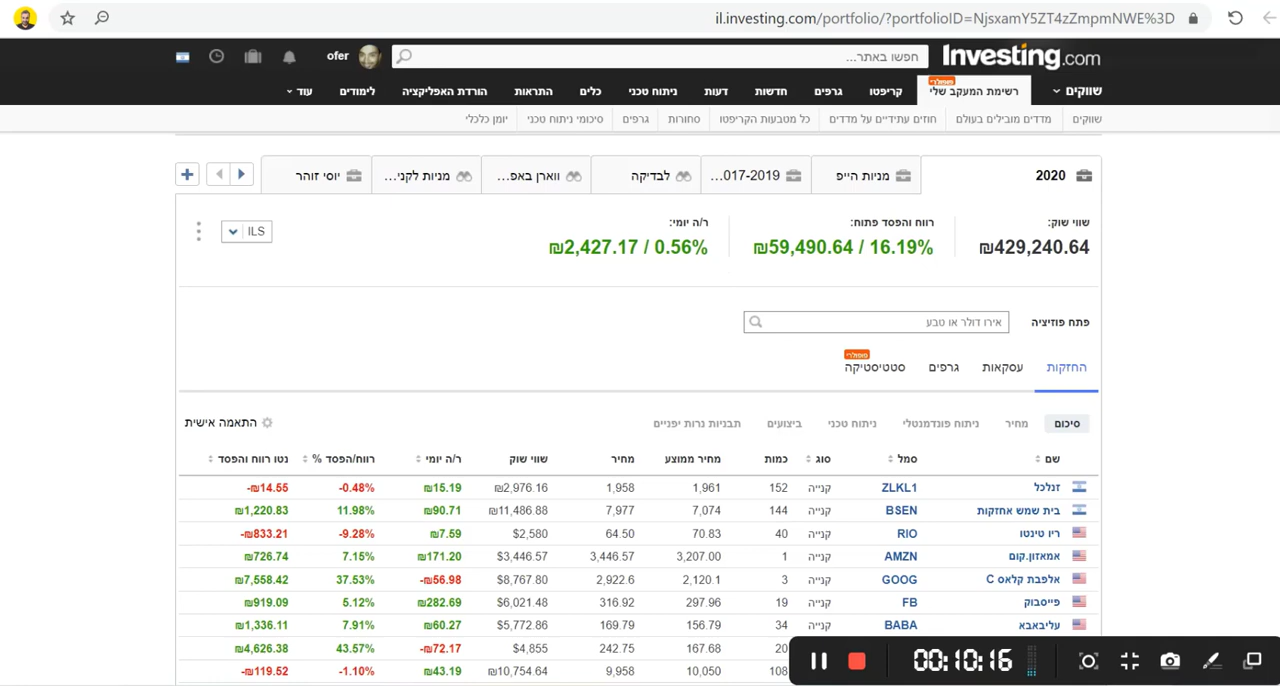 il.investing.com/portfolio/?portfolioID=NjsxamY5ZT4zZmpmNWE%3D
Investing.com חפשו באתר... ofer
שווקים רשימת המעקב שלי פופולרי קריפטו גרפים חדשות דעות ניתוח טכני כלים התראות הורדת האפליקציה לימודים עוד
שווקים מדדים מובילים בעולם חוזים עתידיים על מדדים כל מטבעות הקריפטו סחורות גרפים סיכומי ניתוח טכני יומן כלכלי
2020 מניות הייפ 017-2019... לבדיקה ווארן באפ... מניות לקני... יוסי זוהר
שווי שוק: רווח והפסד פתוח: ר/ה יומי:
₪429,240.64 ₪59,490.64 / 16.19% ₪2,427.17 / 0.56% ILS
פתח פוזיציה אירו דולר או טבע
החזקות עסקאות גרפים סטטיסטיקה פופולרי
סיכום מחיר ניתוח פונדמנטלי ניתוח טכני ביצועים תבניות נרות יפניים התאמה אישית
שם סמל סוג כמות מחיר ממוצע מחיר שווי שוק ר/ה יומי רווח/הפסד % נטו רווח והפסד
זנלכל ZLKL1 קנייה 152 1,961 1,958 ₪2,976.16 ₪15.19 -0.48% -₪14.55
בית שמש אחזקות BSEN קנייה 144 7,074 7,977 ₪11,486.88 ₪90.71 11.98% ₪1,220.83
ריו טינטו RIO קנייה 40 70.83 64.50 $2,580 ₪7.59 -9.28% -₪833.21
אמאזון.קום AMZN קנייה 1 3,207.00 3,446.57 $3,446.57 ₪171.20 7.15% ₪726.74
אלפבת קלאס C GOOG קנייה 3 2,120.1 2,922.6 $8,767.80 -₪56.98 37.53% ₪7,558.42
פייסבוק FB קנייה 19 297.96 316.92 $6,021.48 ₪282.69 5.12% ₪919.09
עליבאבא BABA קנייה 34 156.79 169.79 $5,772.86 ₪60.27 7.91% ₪1,336.11
20 167.68 242.75 $4,855 -₪72.17 43.57% ₪4,626.38
108 10,050 9,958 ₪10,754.64 ₪43.19 -1.10% -₪119.52
00:10:16